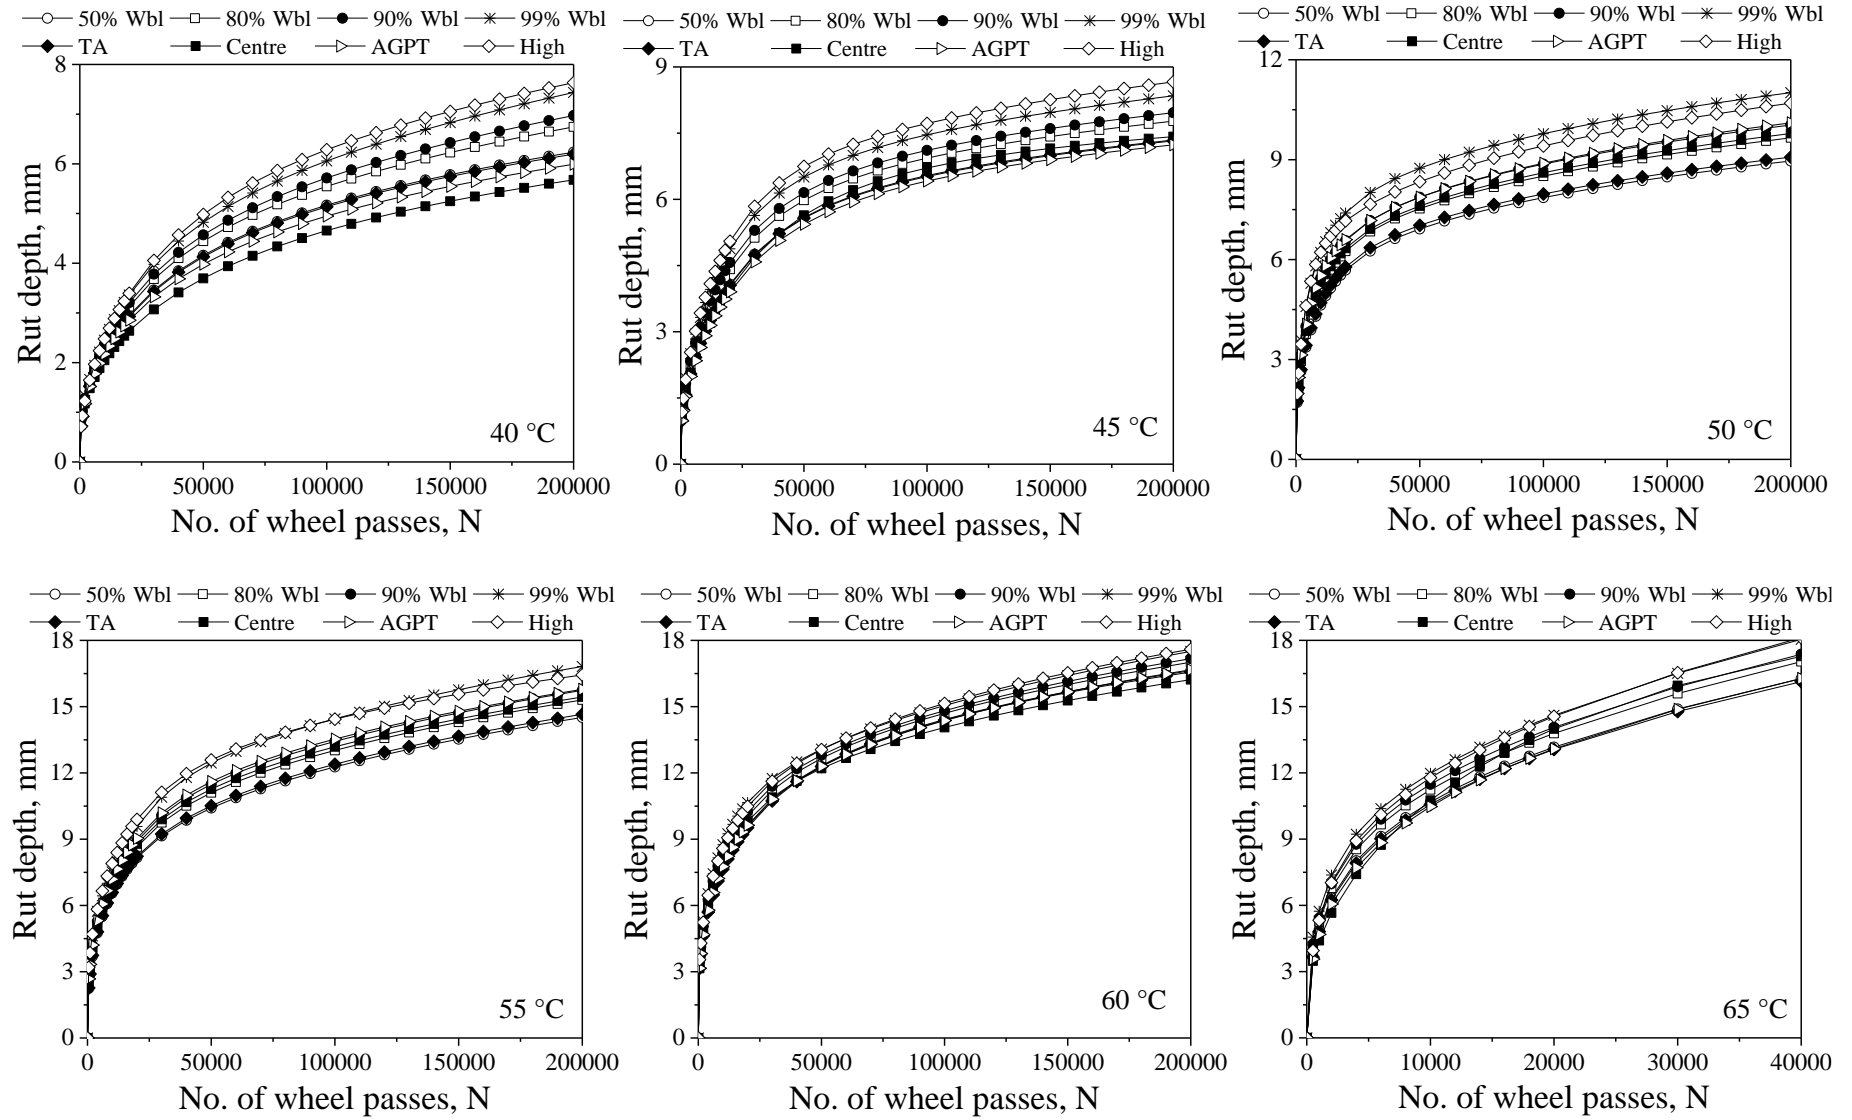 50% Wbl 80% Wbl 90% Wbl 99% Wbl
TA Centre AGPT High
8
6
4
2
0
Rut depth, mm
40 °C
0 50000 100000 150000 200000
No. of wheel passes, N
50% Wbl 80% Wbl 90% Wbl 99% Wbl
TA Centre AGPT High
9
6
3
0
Rut depth, mm
45 °C
0 50000 100000 150000 200000
No. of wheel passes, N
50% Wbl 80% Wbl 90% Wbl 99% Wbl
TA Centre AGPT High
12
9
6
3
0
Rut depth, mm
50 °C
0 50000 100000 150000 200000
No. of wheel passes, N
50% Wbl 80% Wbl 90% Wbl 99% Wbl
TA Centre AGPT High
18
15
12
9
6
3
0
Rut depth, mm
55 °C
0 50000 100000 150000 200000
No. of wheel passes, N
50% Wbl 80% Wbl 90% Wbl 99% Wbl
TA Centre AGPT High
18
15
12
9
6
3
0
Rut depth, mm
60 °C
0 50000 100000 150000 200000
No. of wheel passes, N
50% Wbl 80% Wbl 90% Wbl 99% Wbl
TA Centre AGPT High
18
15
12
9
6
3
0
Rut depth, mm
65 °C
0 10000 20000 30000 40000
No. of wheel passes, N